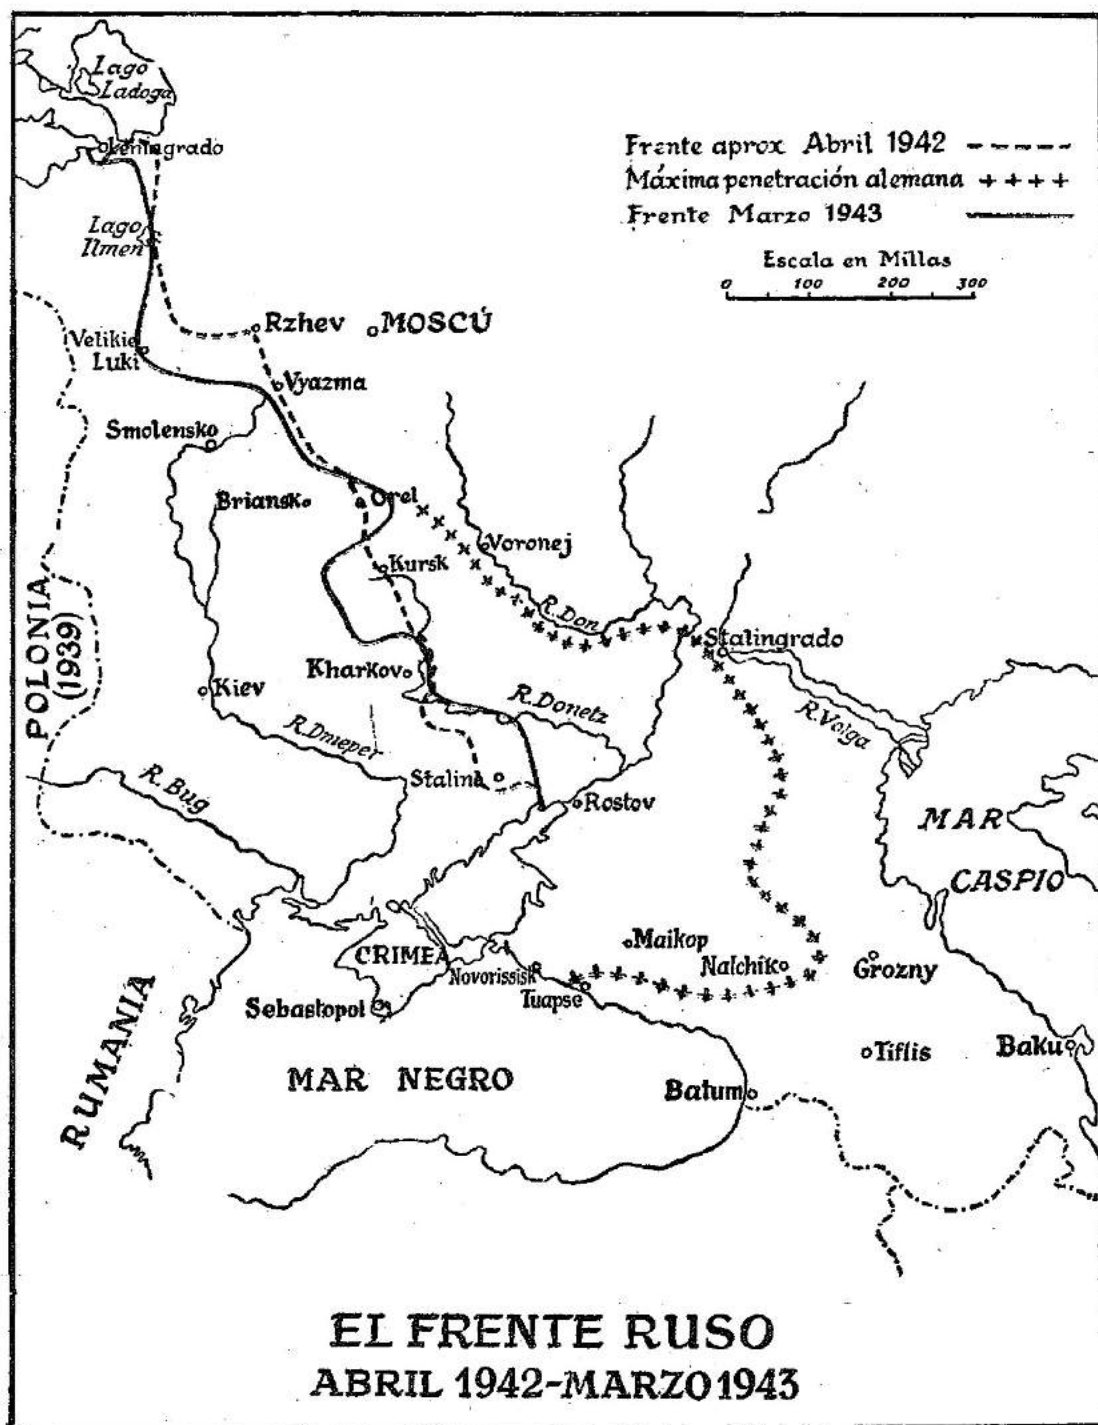 Lago
Ladoga
Leningrado
Frente aprox Abril 1942
Máxima penetración alemana
Frente Marzo 1943
Escala en Millas
0 100 200 300
Lago
Ilmen
Rzhev
MOSCÚ
Velikie
Luki
Vyazma
Smolensko
Briansk
Orel
Voronej
Kursk
R. Don
POLONIA
(1939)
Stalingrado
Kharkov
Kiev
R. Donetz
R. Dnieper
R. Volga
R. Bug
Stalino
Rostov
MAR
CASPIO
CRIMEA
Maikop
Novorissisk
Nalchik
Grozny
Tuapse
Sebastopol
RUMANIA
Tiflis
Baku
MAR NEGRO
Batum
EL FRENTE RUSO
ABRIL 1942-MARZO 1943